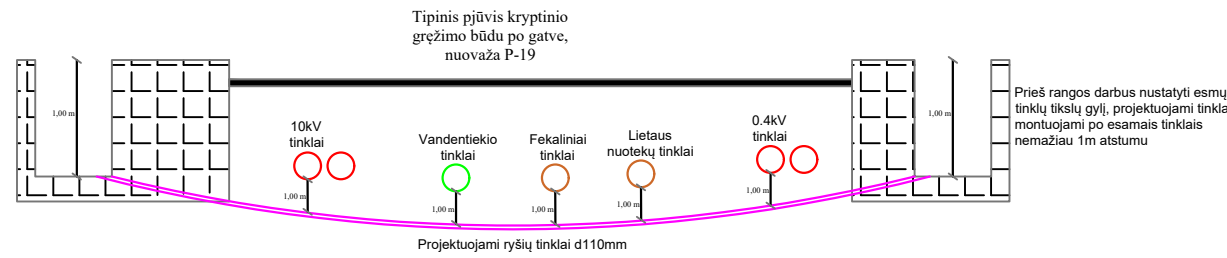 Tipinis pjūvis kryptinio
gręžimo būdu po gatve,
nuovaža P-19
1,00 m
10kV
tinklai
1,00 m
Vandentiekio
tinklai
1,00 m
Fekaliniai
tinklai
1,00 m
Lietaus
nuotekų tinklai
1,00 m
0.4kV
tinklai
1,00 m
1,00 m
Prieš rangos darbus nustatyti esmų
tinklų tikslų gylį, projektuojami tinkla
montuojami po esamais tinklais
nemažiau 1m atstumu
Projektuojami ryšių tinklai d110mm